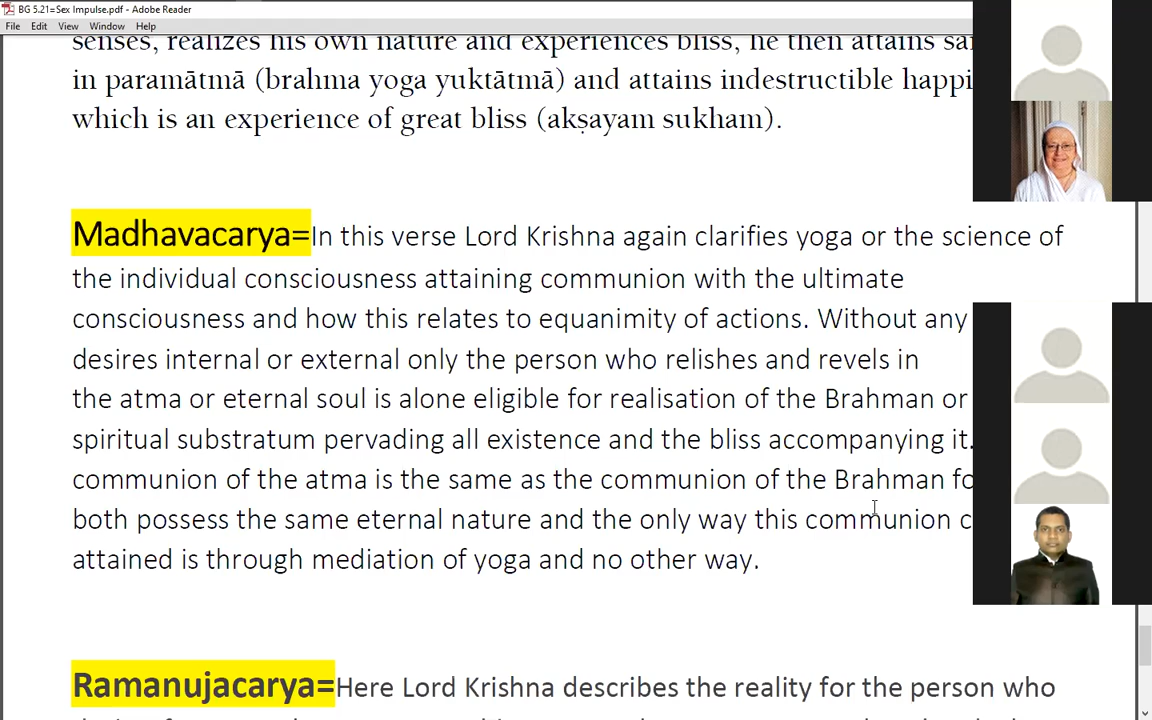 BG 5.21=Sex Impulse.pdf - Adobe Reader
File Edit View Window Help
senses, realizes his own nature and experiences bliss, he then attains
in paramātmā (brahma yoga yuktātmā) and attains indestructible
which is an experience of great bliss (akṣayam sukham).
Madhavacarya=In this verse Lord Krishna again clarifies yoga or the science of
the individual consciousness attaining communion with the ultimate
consciousness and how this relates to equanimity of actions. Without any
desires internal or external only the person who relishes and revels in
the atma or eternal soul is alone eligible for realisation of the Brahman or
spiritual substratum pervading all existence and the bliss accompanying it.
communion of the atma is the same as the communion of the Brahman
both possess the same eternal nature and the only way this communion
attained is through mediation of yoga and no other way.
Ramanujacarya=Here Lord Krishna describes the reality for the person who